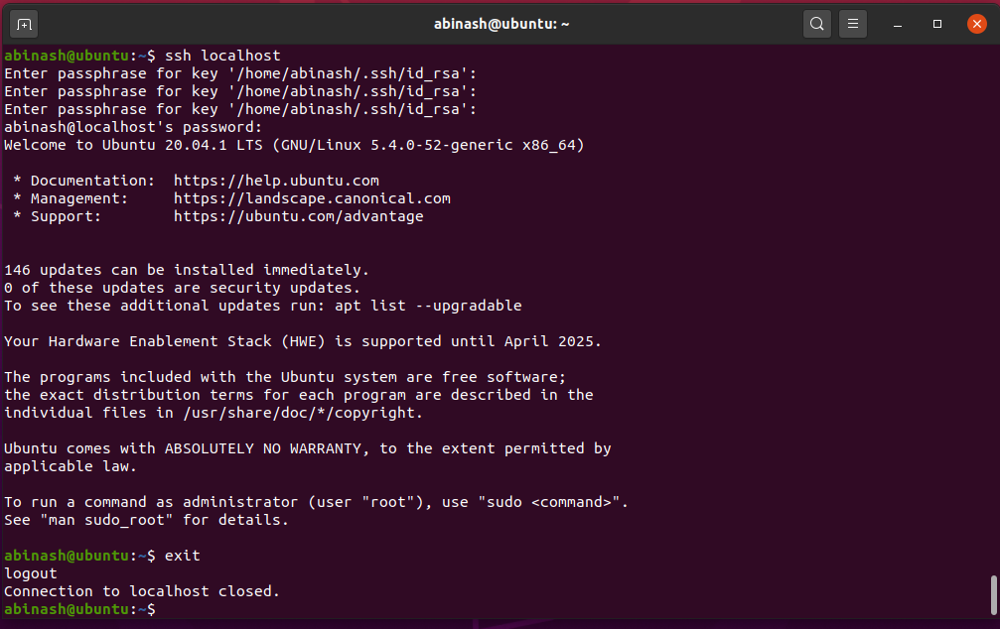 abinash@ubuntu: ~
abinash@ubuntu:~$ ssh localhost
Enter passphrase for key '/home/abinash/.ssh/id_rsa':
Enter passphrase for key '/home/abinash/.ssh/id_rsa':
Enter passphrase for key '/home/abinash/.ssh/id_rsa':
abinash@localhost's password:
Welcome to Ubuntu 20.04.1 LTS (GNU/Linux 5.4.0-52-generic x86_64)
* Documentation:  https://help.ubuntu.com
* Management:     https://landscape.canonical.com
* Support:        https://ubuntu.com/advantage
146 updates can be installed immediately.
0 of these updates are security updates.
To see these additional updates run: apt list --upgradable
Your Hardware Enablement Stack (HWE) is supported until April 2025.
The programs included with the Ubuntu system are free software;
the exact distribution terms for each program are described in the
individual files in /usr/share/doc/*/copyright.
Ubuntu comes with ABSOLUTELY NO WARRANTY, to the extent permitted by
applicable law.
To run a command as administrator (user "root"), use "sudo <command>".
See "man sudo_root" for details.
abinash@ubuntu:~$ exit
logout
Connection to localhost closed.
abinash@ubuntu:~$